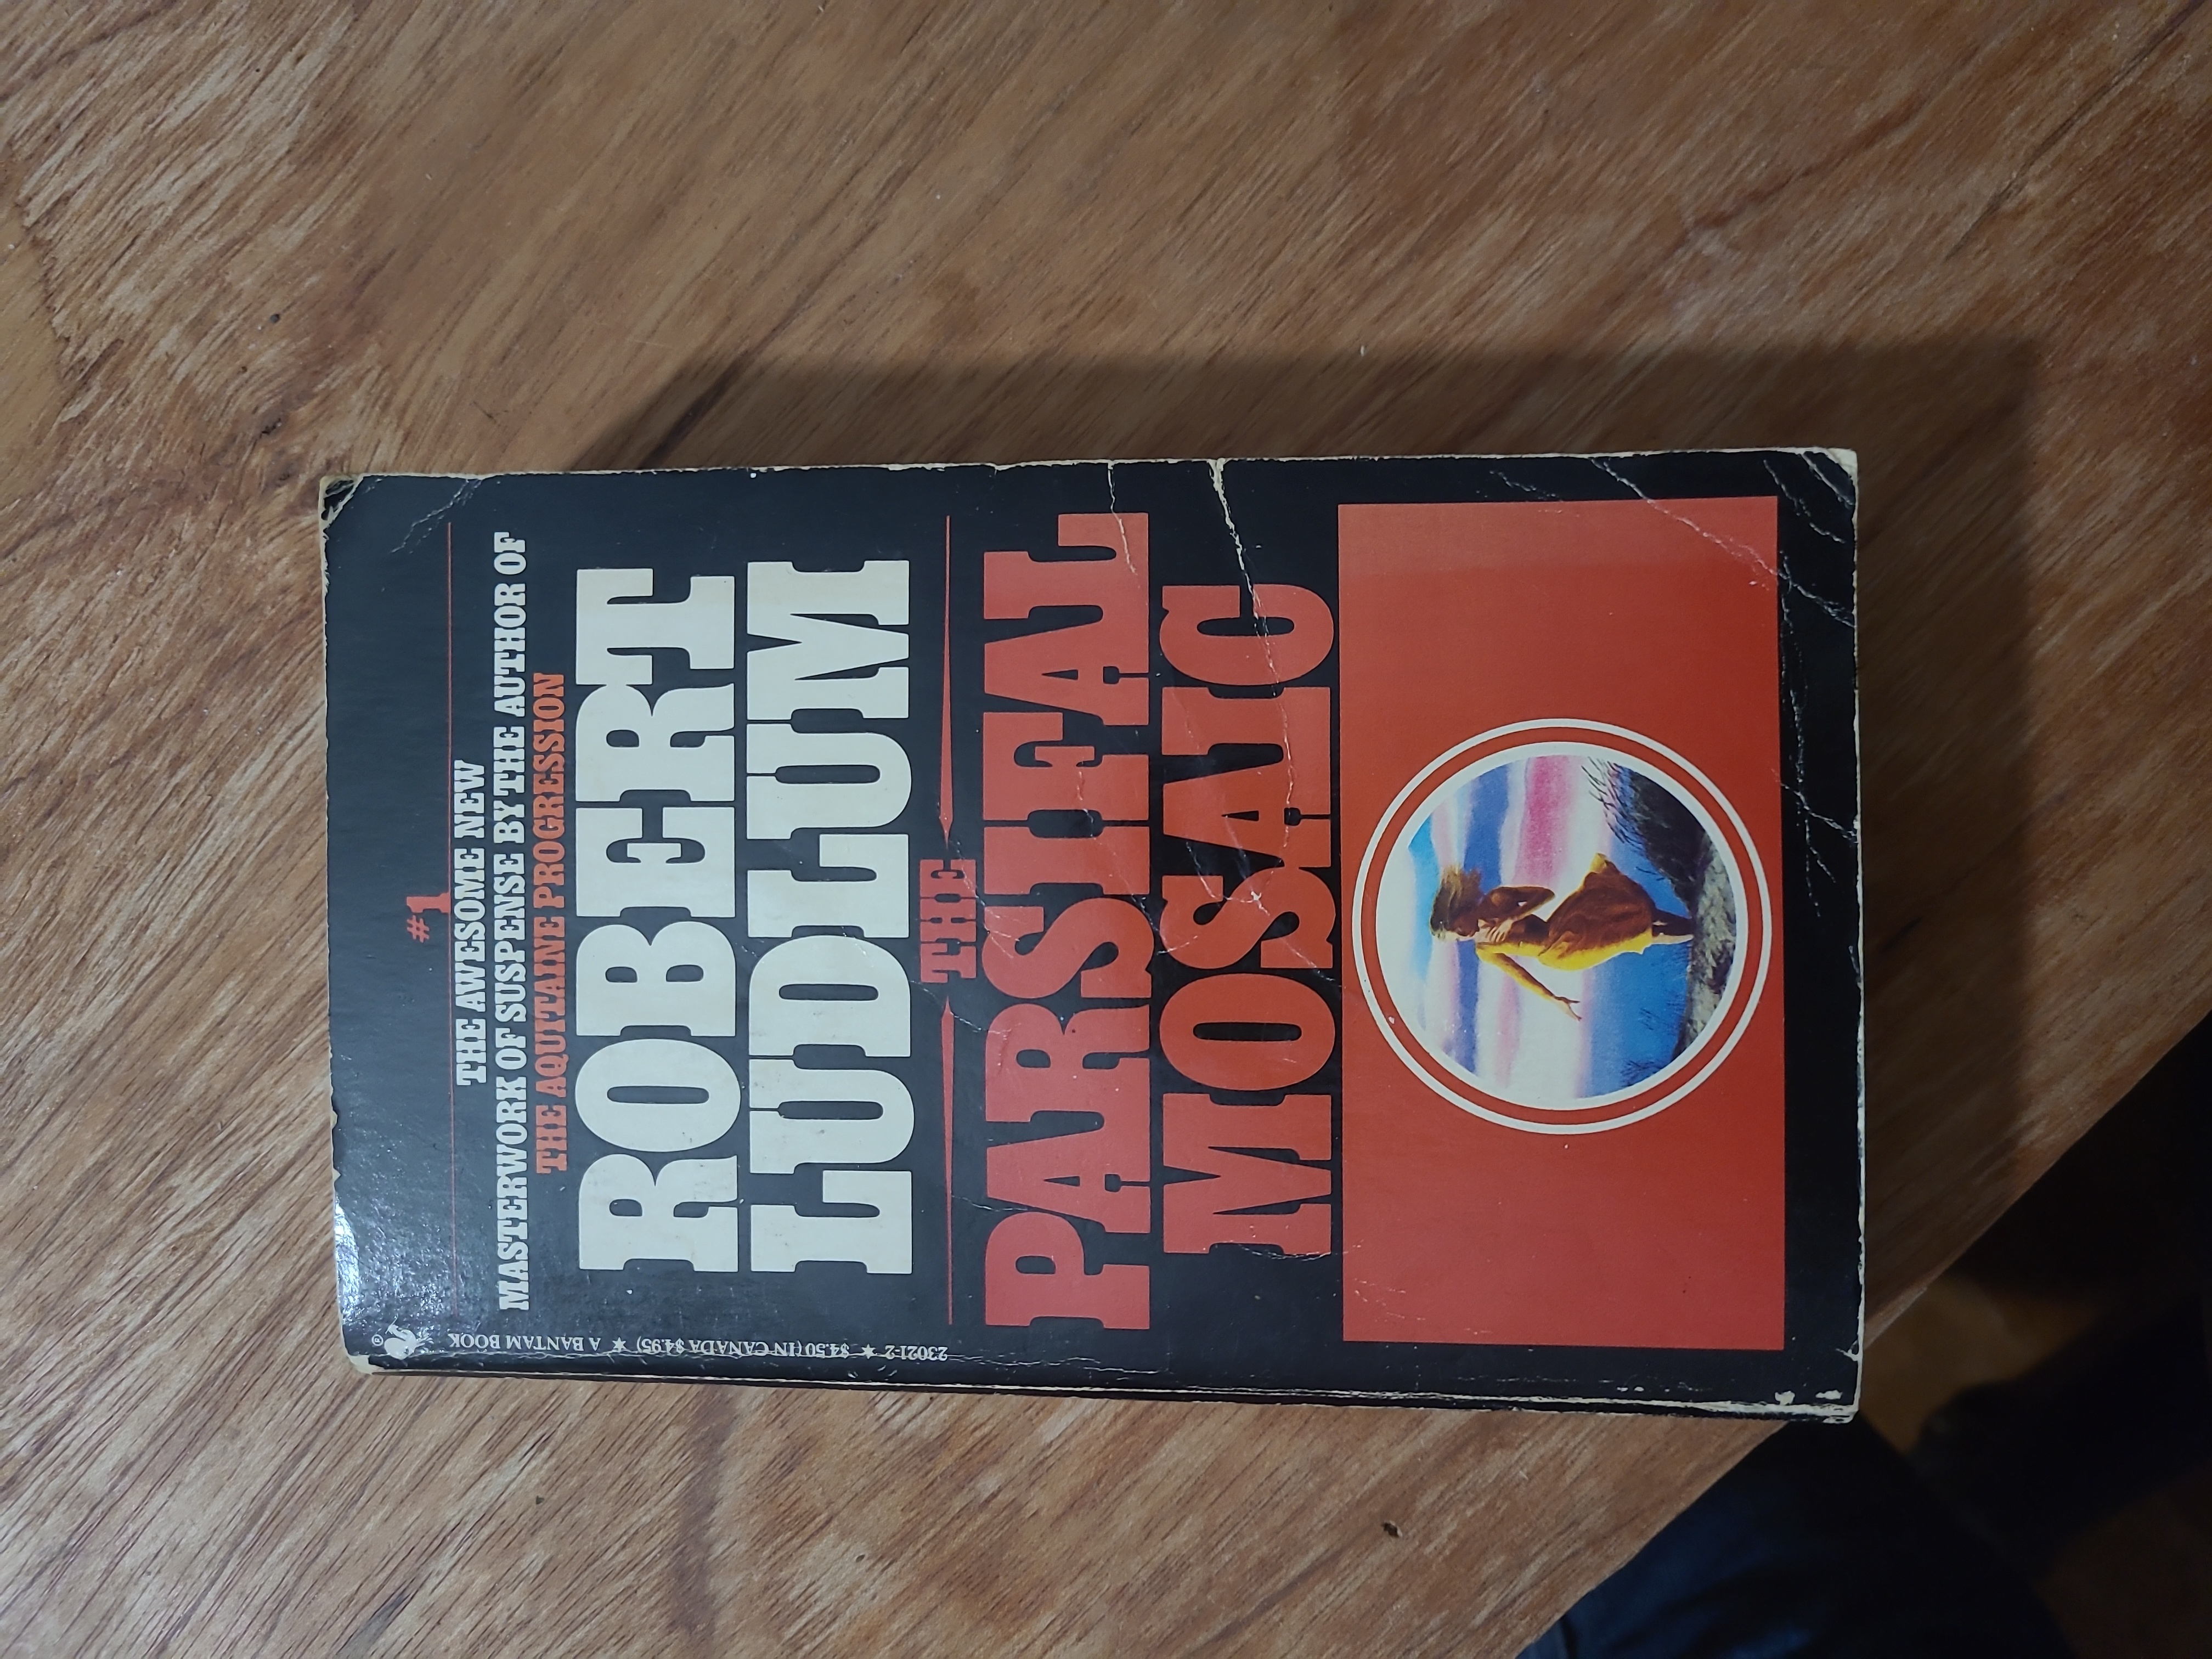 #1
THE AWESOME NEW
MASTERWORK OF SUSPENSE BY THE AUTHOR OF
THE AQUITAINE PROGRESSION
ROBERT
LUDLUM
THE
PARSIFAL
MOSAIC
23021-2 ★ $4.50 (IN CANADA $4.95) ★ A BANTAM BOOK ®